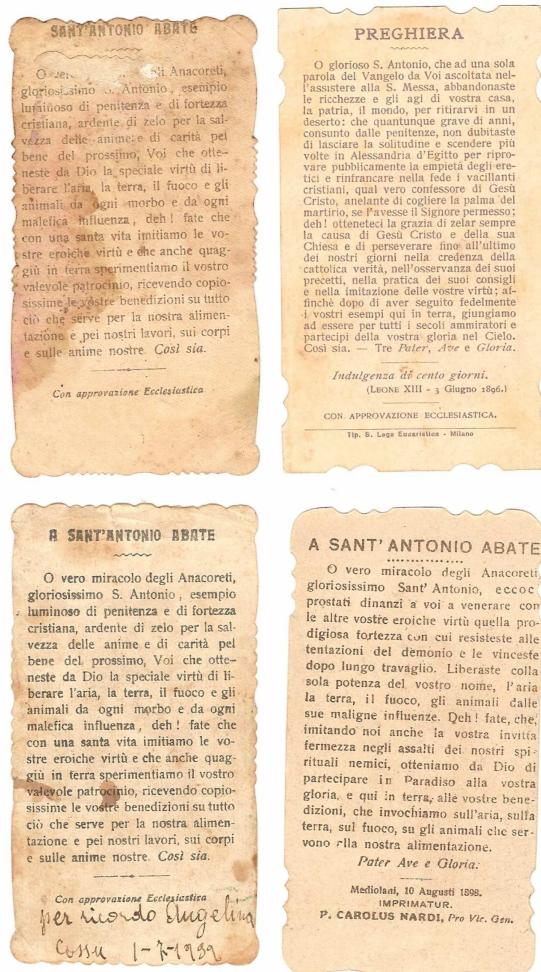 SANT'ANTONIO ABATE
O degli Anacoreti,
gloriosissimo S. Antonio, esempio
luminoso di penitenza e di fortezza
cristiana, ardente di zelo per la sal-
vezza delle anime e di carità pel
bene del prossimo, Voi che otte-
neste da Dio la speciale virtù di li-
berare l'aria, la terra, il fuoco e gli
animali da ogni morbo e da ogni
malefica influenza, deh! fate che
con una santa vita imitiamo le vo-
stre eroiche virtù e che anche quag-
giù in terra sperimentiamo il vostro
valevole patrocinio, ricevendo copio-
sissime le vostre benedizioni su tutto
ciò che serve per la nostra alimen-
tazione e pei nostri lavori, sui corpi
e sulle anime nostre. Così sia.
Con approvazione Ecclesiastica
PREGHIERA
O glorioso S. Antonio, che ad una sola
parola del Vangelo da Voi ascoltata nel-
l'assistere alla S. Messa, abbandonaste
le ricchezze e gli agi di vostra casa,
la patria, il mondo, per ritirarvi in un
deserto: che quantunque grave di anni,
consunto dalle penitenze, non dubitaste
di lasciare la solitudine e scendere più
volte in Alessandria d'Egitto per ripro-
vare pubblicamente la empietà degli ere-
tici e rinfrancare nella fede i vacillanti
cristiani, qual vero confessore di Gesù
Cristo, anelante di cogliere la palma del
martirio, se l'avesse il Signore permesso;
deh! otteneteci la grazia di zelar sempre
la causa di Gesù Cristo e della sua
Chiesa e di perseverare fino all'ultimo
dei nostri giorni nella credenza della
cattolica verità, nell'osservanza dei suoi
precetti, nella pratica dei suoi consigli
e nella imitazione delle vostre virtù; af-
finchè dopo di aver seguito fedelmente
i vostri esempi qui in terra, giungiamo
ad essere per tutti i secoli ammiratori e
partecipi della vostra gloria nel Cielo.
Così sia. — Tre Pater, Ave e Gloria.
Indulgenza di cento giorni.
(LEONE XIII - 3 Giugno 1896.)
CON APPROVAZIONE ECCLESIASTICA.
Tip. S. Lega Eucaristica - Milano
A SANT'ANTONIO ABATE
O vero miracolo degli Anacoreti,
gloriosissimo S. Antonio, esempio
luminoso di penitenza e di fortezza
cristiana, ardente di zelo per la sal-
vezza delle anime e di carità pel
bene del prossimo, Voi che otte-
neste da Dio la speciale virtù di li-
berare l'aria, la terra, il fuoco e gli
animali da ogni morbo e da ogni
malefica influenza, deh! fate che
con una santa vita imitiamo le vo-
stre eroiche virtù e che anche quag-
giù in terra sperimentiamo il vostro
valevole patrocinio, ricevendo copio-
sissime le vostre benedizioni su tutto
ciò che serve per la nostra alimen-
tazione e pei nostri lavori, sui corpi
e sulle anime nostre. Così sia.
Con approvazione Ecclesiastica
per ricordo Angelina
Cossu 1-7-1939
A SANT' ANTONIO ABATE
O vero miracolo degli Anacoreti,
gloriosissimo Sant' Antonio, eccoc
prostati dinanzi a voi a venerare con
le altre vostre eroiche virtù quella pro-
digiosa fortezza con cui resisteste alle
tentazioni del demonio e le vinceste
dopo lungo travaglio. Liberaste colla
sola potenza del vostro nome, l'aria
la terra, il fuoco, gli animali dalle
sue maligne influenze. Deh! fate, che,
imitando noi anche la vostra invitta
fermezza negli assalti dei nostri spi-
rituali nemici, otteniamo da Dio di
partecipare in Paradiso alla vostra
gloria, e qui in terra, alle vostre bene-
dizioni, che invochiamo sull'aria, sulla
terra, sul fuoco, su gli animali che ser-
vono alla nostra alimentazione.
Pater Ave e Gloria.
Mediolani, 10 Augusti 1898.
IMPRIMATUR.
P. CAROLUS NARDI, Pro Vic. Gen.